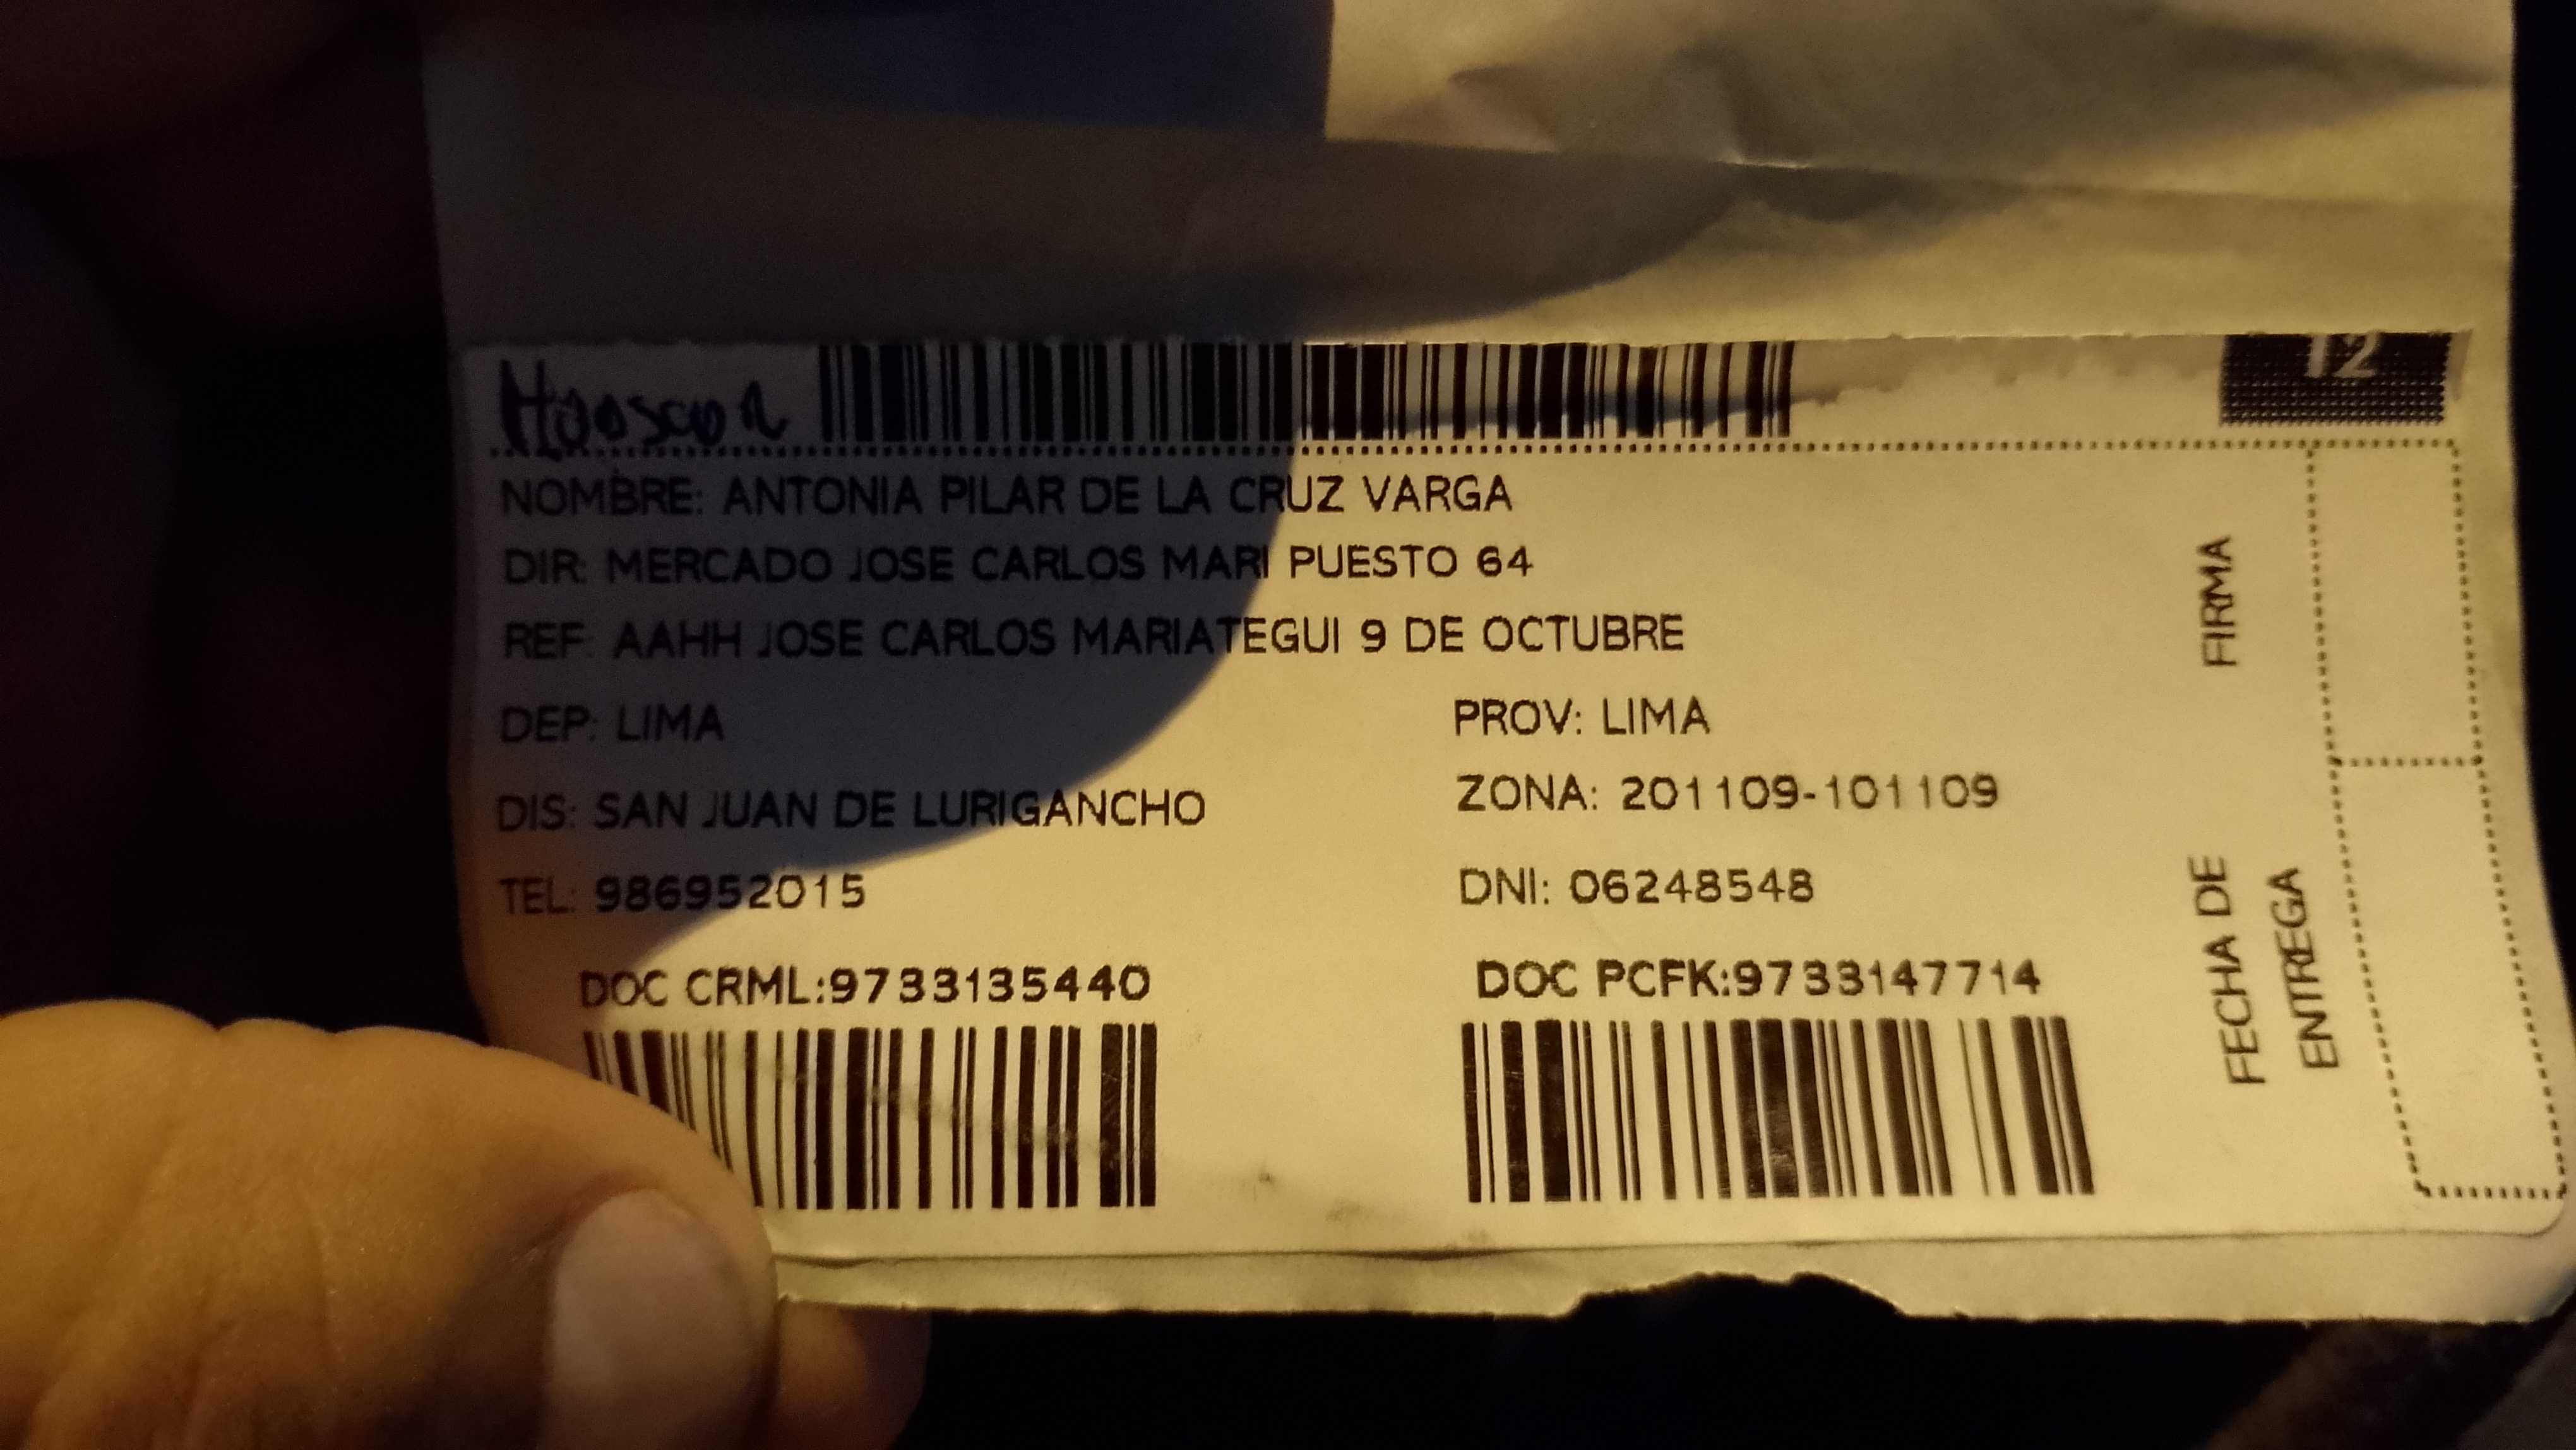 12
NOMBRE: ANTONIA PILAR DE LA CRUZ VARGA
DIR: MERCADO JOSE CARLOS MARI PUESTO 64
REF: AAHH JOSE CARLOS MARIATEGUI 9 DE OCTUBRE
DEP: LIMA
PROV: LIMA
DIS: SAN JUAN DE LURIGANCHO
ZONA: 201109-101109
TEL: 986952015
DNI: 06248548
DOC CRML:9733135440
DOC PCFK:9733147714
FIRMA
FECHA DE
ENTREGA